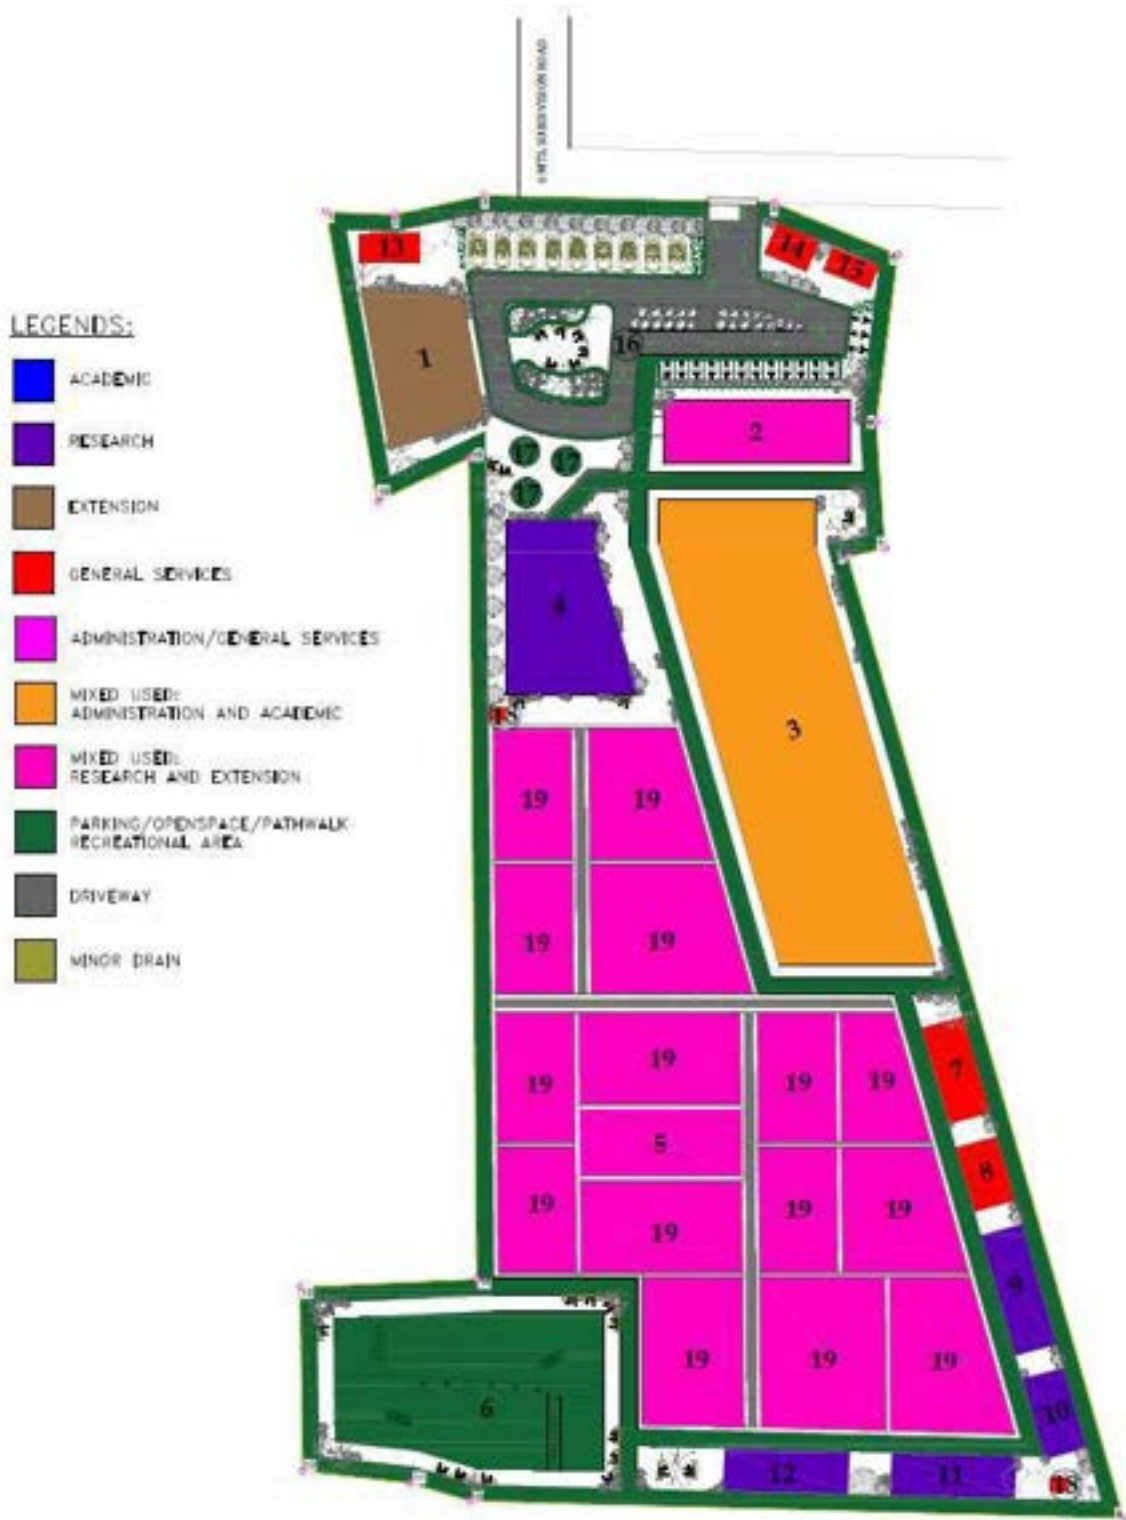 LEGENDS:
ACADEMIC
RESEARCH
EXTENSION
GENERAL SERVICES
ADMINISTRATION/GENERAL SERVICES
MIXED USED:
ADMINISTRATION AND ACADEMIC
MIXED USED:
RESEARCH AND EXTENSION
PARKING/OPENSPACE/PATHWALK
RECREATIONAL AREA
DRIVEWAY
MINOR DRAIN
SUBDIVISION ROAD
13
14
15
1
16
2
17
17
17
4
3
18
19
19
19
19
19
19
19
19
7
5
8
19
19
19
19
9
19
19
19
6
10
12
11
18